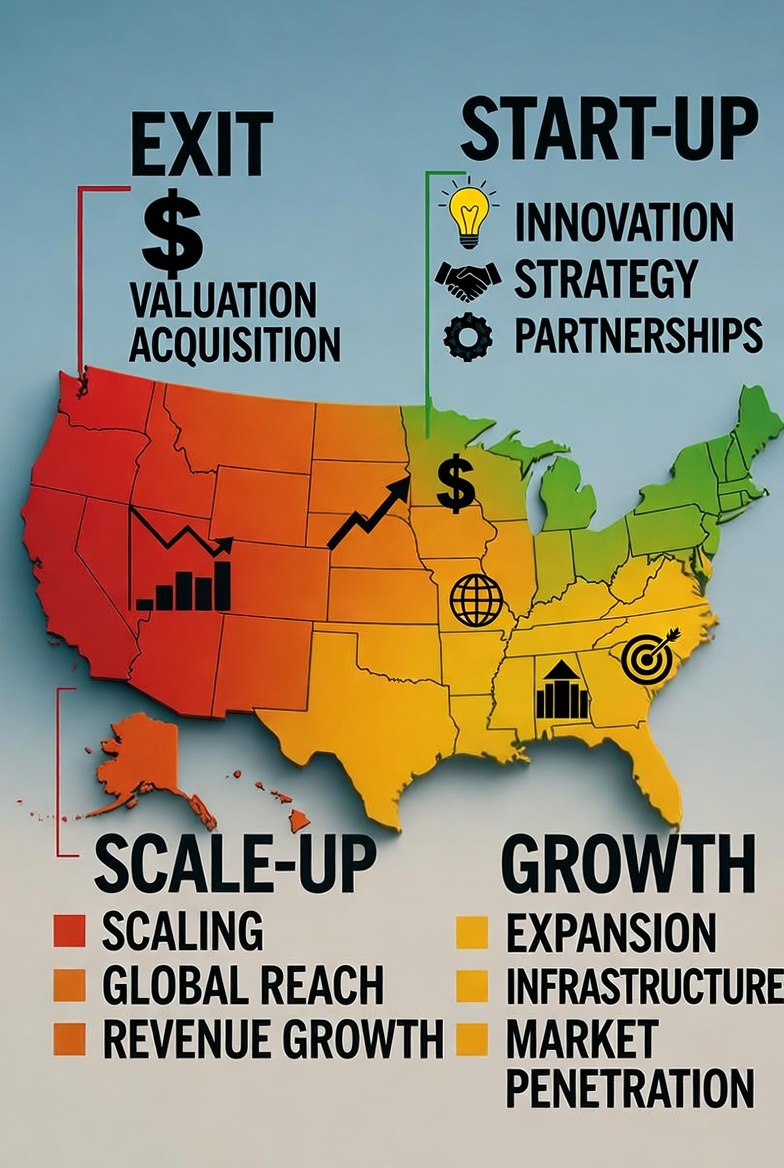 EXIT
$
VALUATION
ACQUISITION
START-UP
INNOVATION
STRATEGY
PARTNERSHIPS
$
SCALE-UP
SCALING
GLOBAL REACH
REVENUE GROWTH
GROWTH
EXPANSION
INFRASTRUCTURE
MARKET
PENETRATION